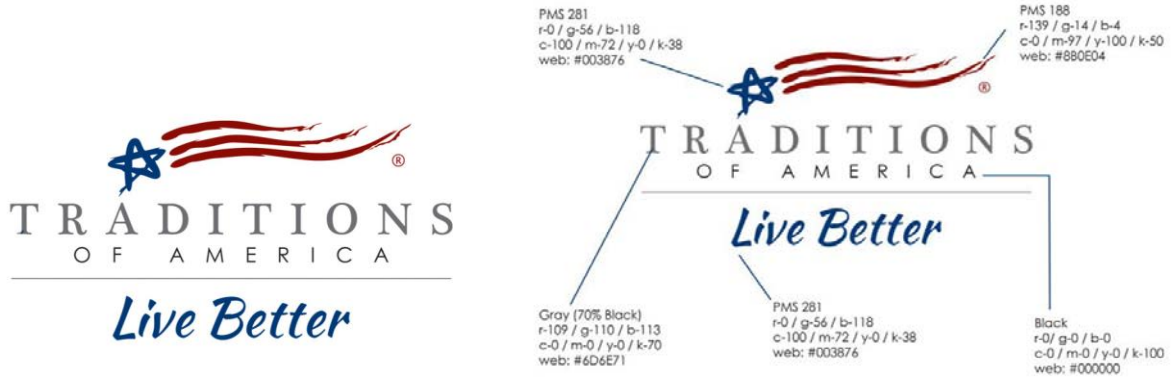 ®
TRADITIONS
OF AMERICA
Live Better
PMS 281
r-0 / g-56 / b-118
c-100 / m-72 / y-0 / k-38
web: #003876
PMS 188
r-139 / g-14 / b-4
c-0 / m-97 / y-100 / k-50
web: #8B0E04
®
TRADITIONS
OF AMERICA
Live Better
Gray (70% Black)
r-109 / g-110 / b-113
c-0 / m-0 / y-0 / k-70
web: #6D6E71
PMS 281
r-0 / g-56 / b-118
c-100 / m-72 / y-0 / k-38
web: #003876
Black
r-0/ g-0 / b-0
c-0 / m-0 / y-0 / k-100
web: #000000